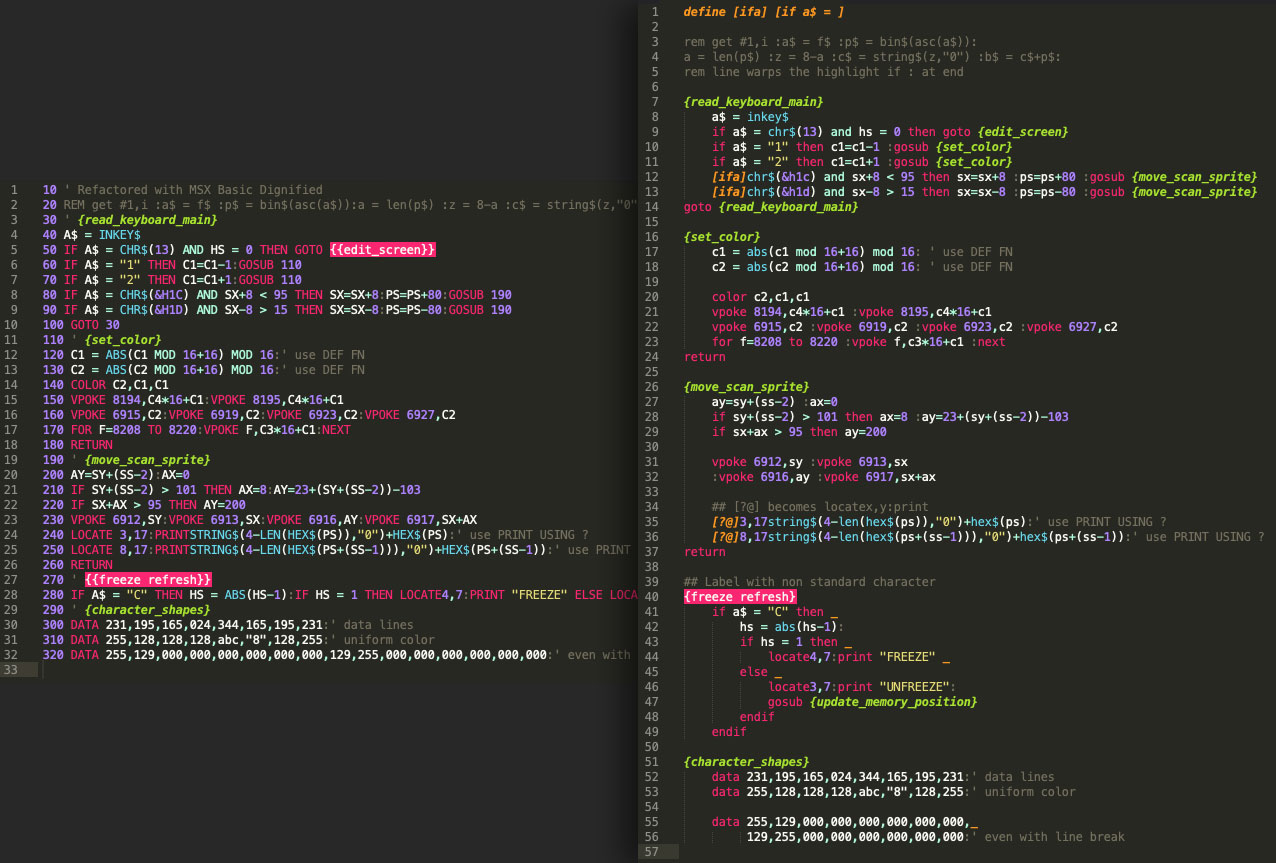 1 10 ' Refactored with MSX Basic Dignified
2 20 REM get #1,i :a$ = f$ :p$ = bin$(asc(a$)):a = len(p$) :z = 8-a :c$ = string$(z,"0"
3 30 ' {read_keyboard_main}
4 40 A$ = INKEY$
5 50 IF A$ = CHR$(13) AND HS = 0 THEN GOTO {{edit_screen}}
6 60 IF A$ = "1" THEN C1=C1-1:GOSUB 110
7 70 IF A$ = "2" THEN C1=C1+1:GOSUB 110
8 80 IF A$ = CHR$(&H1C) AND SX+8 < 95 THEN SX=SX+8:PS=PS+80:GOSUB 190
9 90 IF A$ = CHR$(&H1D) AND SX-8 > 15 THEN SX=SX-8:PS=PS-80:GOSUB 190
10 100 GOTO 30
11 110 ' {set_color}
12 120 C1 = ABS(C1 MOD 16+16) MOD 16:' use DEF FN
13 130 C2 = ABS(C2 MOD 16+16) MOD 16:' use DEF FN
14 140 COLOR C2,C1,C1
15 150 VPOKE 8194,C4*16+C1:VPOKE 8195,C4*16+C1
16 160 VPOKE 6915,C2:VPOKE 6919,C2:VPOKE 6923,C2:VPOKE 6927,C2
17 170 FOR F=8208 TO 8220:VPOKE F,C3*16+C1:NEXT
18 180 RETURN
19 190 ' {move_scan_sprite}
20 200 AY=SY+(SS-2):AX=0
21 210 IF SY+(SS-2) > 101 THEN AX=8:AY=23+(SY+(SS-2))-103
22 220 IF SX+AX > 95 THEN AY=200
23 230 VPOKE 6912,SY:VPOKE 6913,SX:VPOKE 6916,AY:VPOKE 6917,SX+AX
24 240 LOCATE 3,17:PRINTSTRING$(4-LEN(HEX$(PS)),"0")+HEX$(PS):' use PRINT USING ?
25 250 LOCATE 8,17:PRINTSTRING$(4-LEN(HEX$(PS+(SS-1))),"0")+HEX$(PS+(SS-1)):' use PRINT
26 260 RETURN
27 270 ' {{freeze refresh}}
28 280 IF A$ = "C" THEN HS = ABS(HS-1):IF HS = 1 THEN LOCATE4,7:PRINT "FREEZE" ELSE LOCA
29 290 ' {character_shapes}
30 300 DATA 231,195,165,024,344,165,195,231:' data lines
31 310 DATA 255,128,128,128,abc,"8",128,255:' uniform color
32 320 DATA 255,129,000,000,000,000,000,000,129,255,000,000,000,000,000,000:' even with
33
1 define [ifa] [if a$ = ]
2
3 rem get #1,i :a$ = f$ :p$ = bin$(asc(a$)):
4 a = len(p$) :z = 8-a :c$ = string$(z,"0") :b$ = c$+p$:
5 rem line warps the highlight if : at end
6
7 {read_keyboard_main}
8 a$ = inkey$
9 if a$ = chr$(13) and hs = 0 then goto {edit_screen}
10 if a$ = "1" then c1=c1-1 :gosub {set_color}
11 if a$ = "2" then c1=c1+1 :gosub {set_color}
12 [ifa]chr$(&h1c) and sx+8 < 95 then sx=sx+8 :ps=ps+80 :gosub {move_scan_sprite}
13 [ifa]chr$(&h1d) and sx-8 > 15 then sx=sx-8 :ps=ps-80 :gosub {move_scan_sprite}
14 goto {read_keyboard_main}
15
16 {set_color}
17 c1 = abs(c1 mod 16+16) mod 16: ' use DEF FN
18 c2 = abs(c2 mod 16+16) mod 16: ' use DEF FN
19
20 color c2,c1,c1
21 vpoke 8194,c4*16+c1 :vpoke 8195,c4*16+c1
22 vpoke 6915,c2 :vpoke 6919,c2 :vpoke 6923,c2 :vpoke 6927,c2
23 for f=8208 to 8220 :vpoke f,c3*16+c1 :next
24 return
25
26 {move_scan_sprite}
27 ay=sy+(ss-2) :ax=0
28 if sy+(ss-2) > 101 then ax=8 :ay=23+(sy+(ss-2))-103
29 if sx+ax > 95 then ay=200
30
31 vpoke 6912,sy :vpoke 6913,sx
32 :vpoke 6916,ay :vpoke 6917,sx+ax
33
34 ## [?@] becomes locatex,y:print
35 [?@]3,17string$(4-len(hex$(ps)),"0")+hex$(ps):' use PRINT USING ?
36 [?@]8,17string$(4-len(hex$(ps+(ss-1))),"0")+hex$(ps+(ss-1)):' use PRINT USING ?
37 return
38
39 ## Label with non standard character
40 {freeze refresh}
41 if a$ = "C" then _
42 hs = abs(hs-1):
43 if hs = 1 then _
44 locate4,7:print "FREEZE" _
45 else _
46 locate3,7:print "UNFREEZE":
47 gosub {update_memory_position}
48 endif
49 endif
50
51 {character_shapes}
52 data 231,195,165,024,344,165,195,231:' data lines
53 data 255,128,128,128,abc,"8",128,255:' uniform color
54
55 data 255,129,000,000,000,000,000,000,_
56 129,255,000,000,000,000,000,000:' even with line break
57